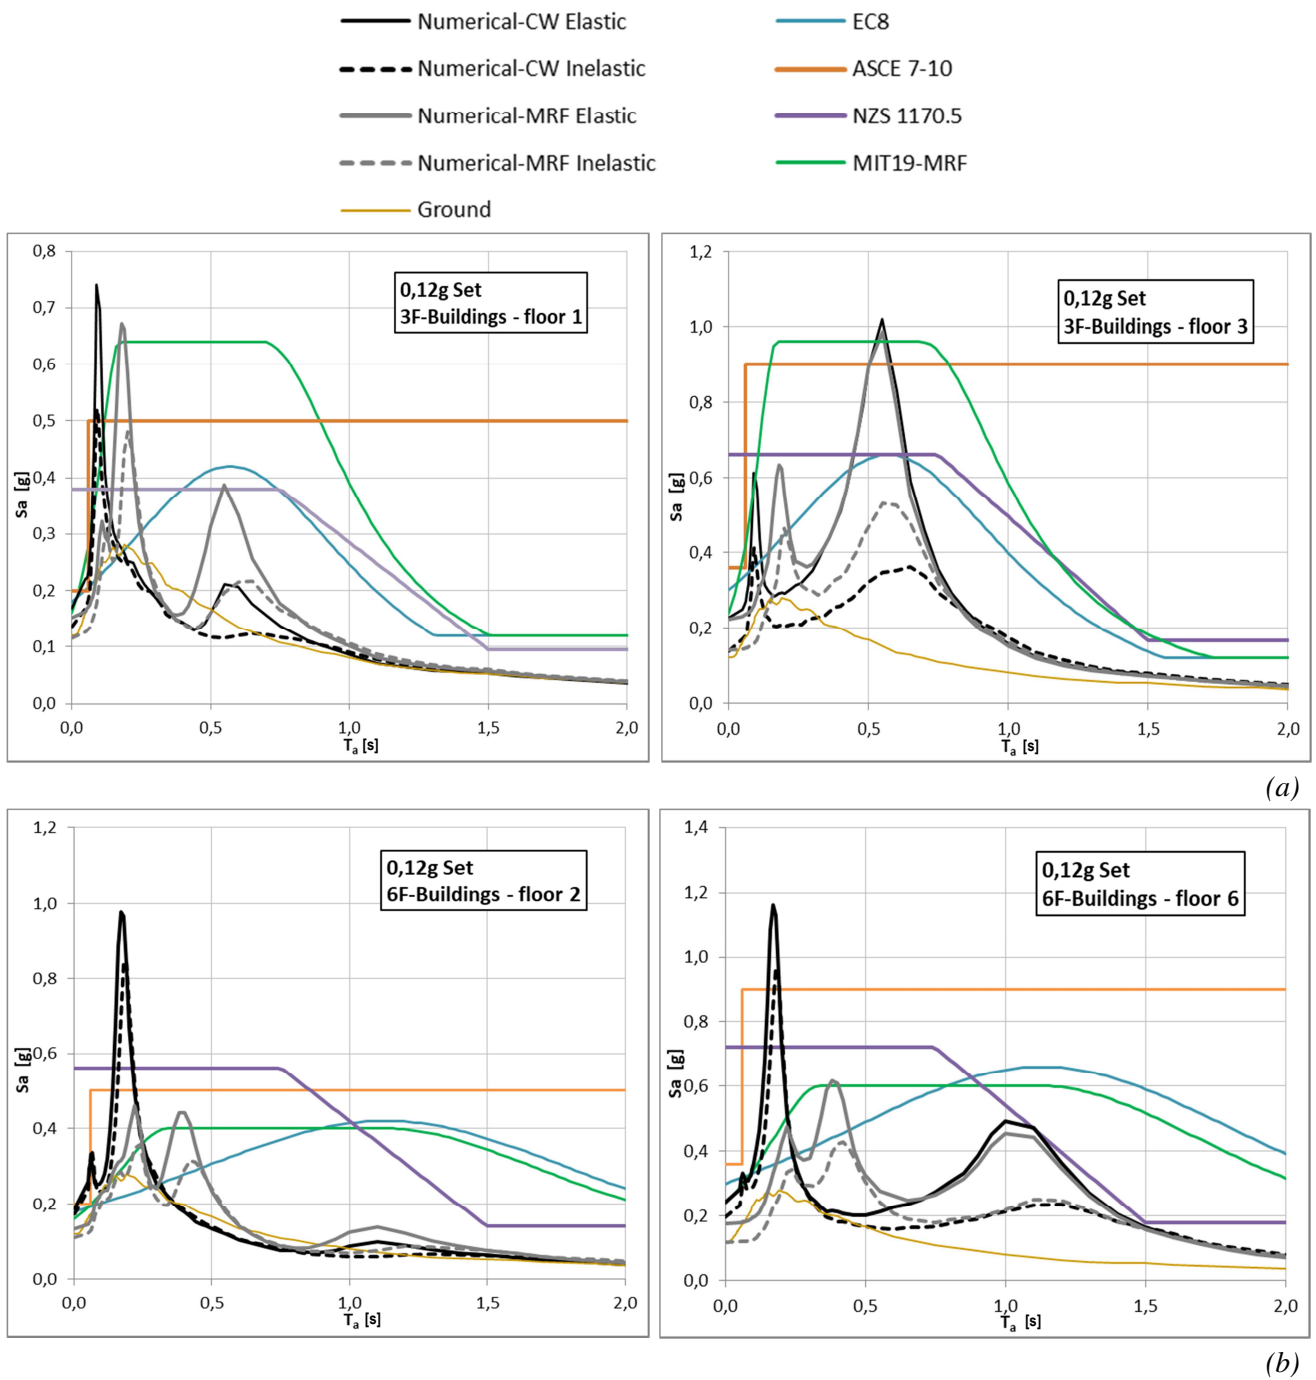 Numerical-CW Elastic
EC8
Numerical-CW Inelastic
ASCE 7-10
Numerical-MRF Elastic
NZS 1170.5
Numerical-MRF Inelastic
MIT19-MRF
Ground
0,8
0,7
0,6
0,5
0,4
0,3
0,2
0,1
0,0
Sa [g]
0,12g Set
3F-Buildings - floor 1
0,0 0,5 1,0 1,5 2,0
Ta [s]
1,2
1,0
0,8
0,6
0,4
0,2
0,0
Sa [g]
0,12g Set
3F-Buildings - floor 3
0,0 0,5 1,0 1,5 2,0
Ta [s]
(a)
1,2
1,0
0,8
0,6
0,4
0,2
0,0
Sa [g]
0,12g Set
6F-Buildings - floor 2
0,0 0,5 1,0 1,5 2,0
Ta [s]
1,4
1,2
1,0
0,8
0,6
0,4
0,2
0,0
Sa [g]
0,12g Set
6F-Buildings - floor 6
0,0 0,5 1,0 1,5 2,0
Ta [s]
(b)